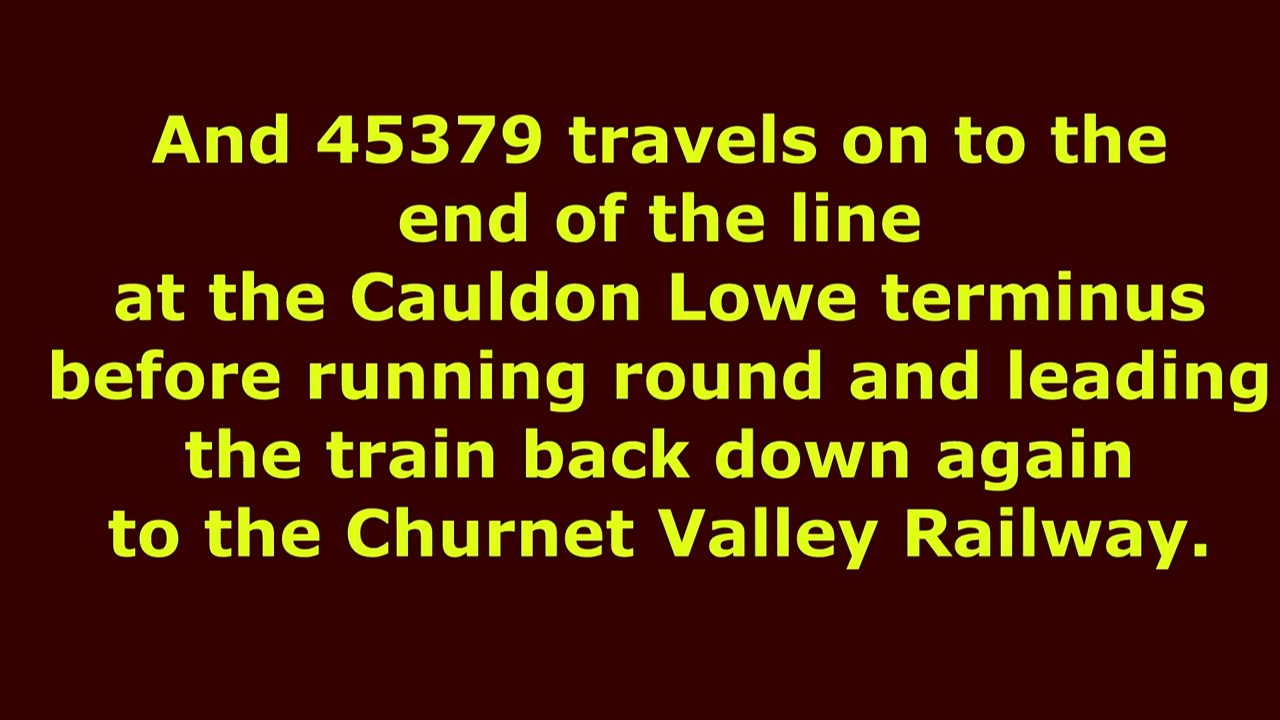 And 45379 travels on to the
end of the line
at the Cauldon Lowe terminus
before running round and leading
the train back down again
to the Churnet Valley Railway.